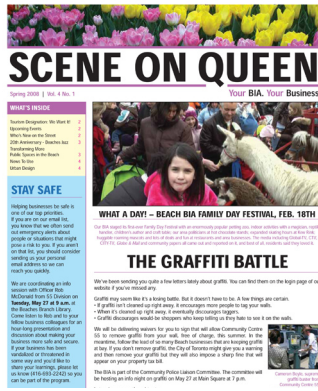 SCENE ON QUEEN
Spring 2008 | Vol. 4 No. 1
Your BIA. Your Business
WHAT'S INSIDE
Tourism Designation: We Want It! 2
Upcoming Events 2
Who's New on the Street 2
20th Anniversary - Beaches Jazz 3
Transforming More
Public Spaces in the Beach 3
News To Use 4
Urban Design 4
STAY SAFE
Helping businesses be safe is
one of our top priorities.
If you are on our email list,
you know that we often send
out emergency alerts about
people or situations that might
pose a risk to you. If you aren't
on that list, you should consider
sending us your personal
email address so we can
reach you quickly.
We are coordinating an info
session with Officer Rob
McDonald from 55 Division on
Tuesday, May 27 at 9 a.m. at
the Beaches Branch Library.
Come listen to Rob and to your
fellow business colleagues for an
hour-long presentation and
discussion about making your
business more safe and secure.
If your business has been
vandalised or threatened in
some way and you'd like to
share your learnings, please let
us know (416-693-2242) so you
can be part of the program.
WHAT A DAY! – BEACH BIA FAMILY DAY FESTIVAL, FEB. 18TH
THE GRAFFITI BATTLE
We've been sending you quite a few letters lately about graffiti. You can find them on the login page of ou
website if you've missed any.
Graffiti may seem like it's a losing battle. But it doesn't have to be. A few things are certain.
• If graffiti isn't cleaned up right away, it encourages more people to tag your walls.
• When it's cleaned up right away, it eventually discourages taggers.
• Graffiti discourages would-be shoppers who keep telling us they hate to see it on the walls.
We will be delivering waivers for you to sign that will allow Community Centre
55 to remove graffiti from your wall, free of charge, this summer. In the
meantime, follow the lead of so many Beach businesses that are keeping graffiti
at bay. If you don't remove graffiti, the City of Toronto might give you a warning
and then remove your graffiti but they will also impose a sharp fine that will
appear on your property tax bill.
The BIA is part of the Community Police Liaison Committee. The committee will
be hosting an info night on graffiti on May 27 at Main Square at 7 pm.